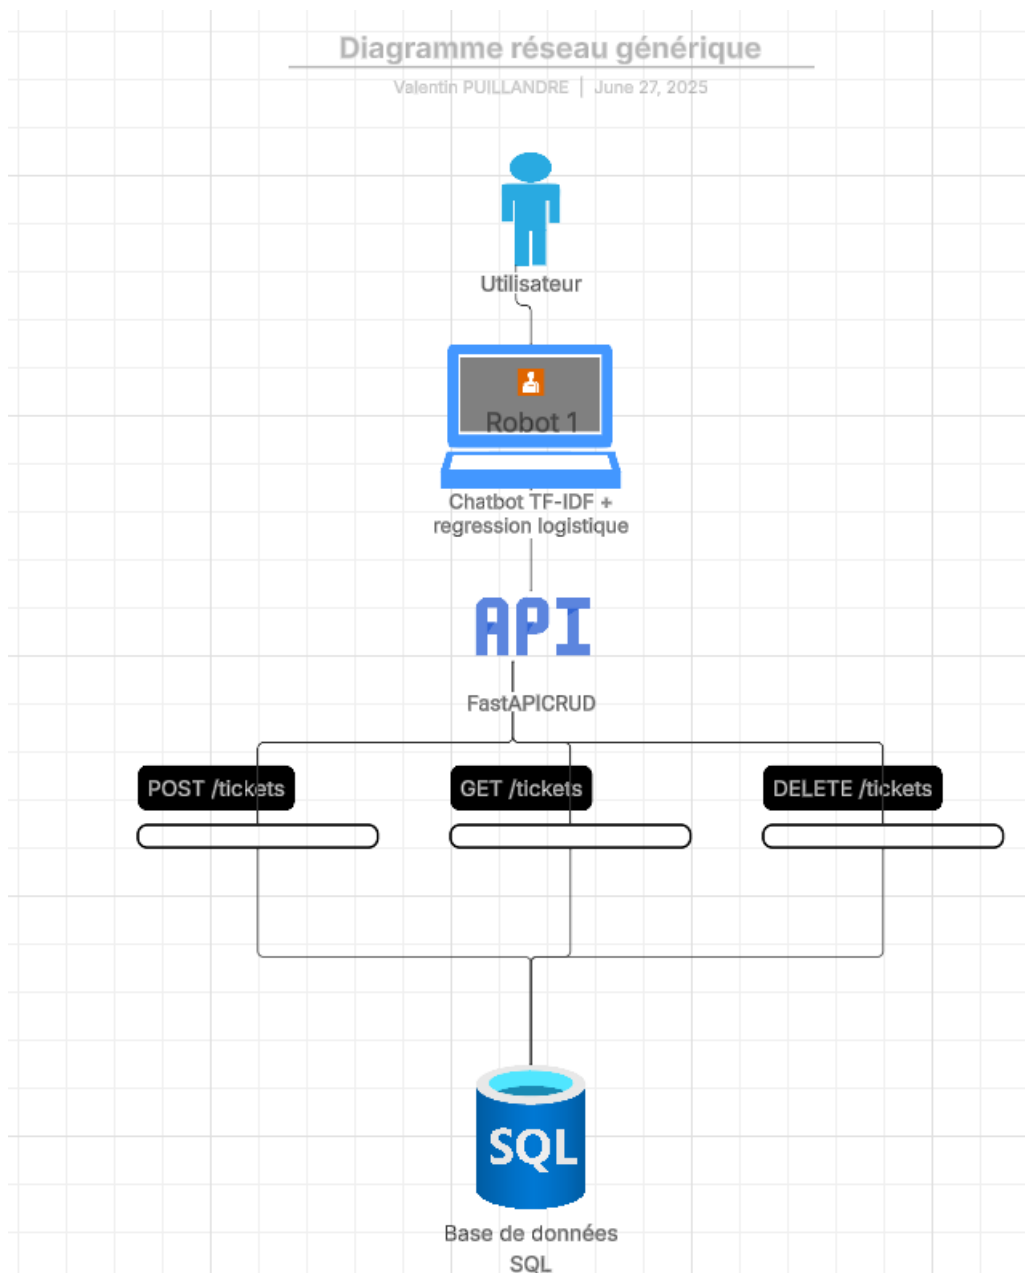 Diagramme réseau générique
Valentin PUILLANDRE | June 27, 2025
Utilisateur
Robot 1
Chatbot TF-IDF +
regression logistique
API
FastAPICRUD
POST /tickets
GET /tickets
DELETE /tickets
SQL
Base de données
SQL